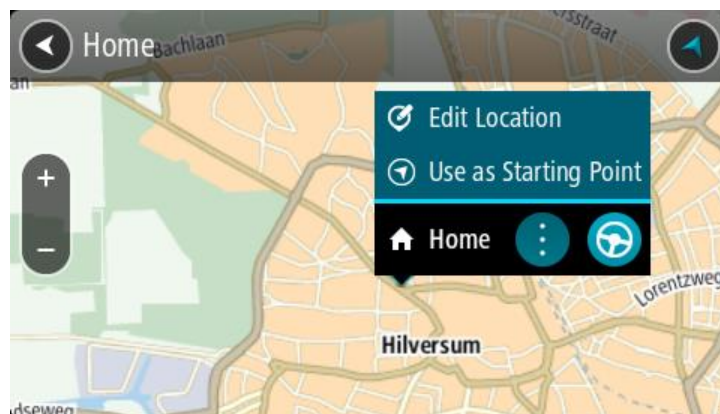 Home
Bachlaan
Edit Location
Use as Starting Point
Home
Lorentzweg
Hilversum